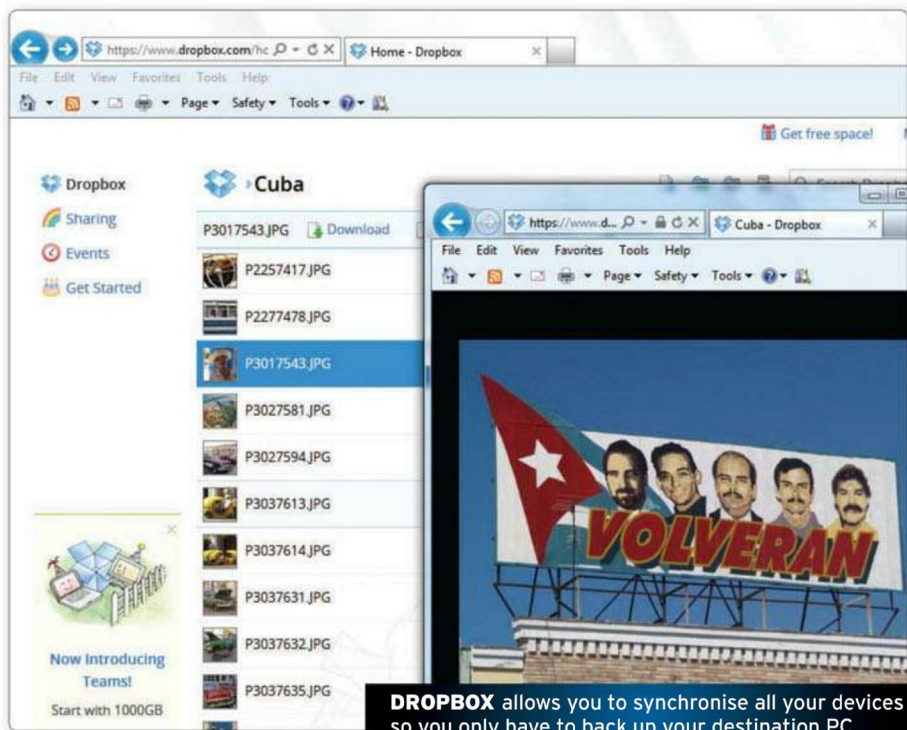 https://www.dropbox.com/hc
Home - Dropbox
File Edit View Favorites Tools Help
Page Safety Tools
Get free space!
Dropbox
Sharing
Events
Get Started
Cuba
P3017543.JPG Download
P2257417.JPG
P2277478.JPG
P3017543.JPG
P3027581.JPG
P3027594.JPG
P3037613.JPG
P3037614.JPG
P3037631.JPG
P3037632.JPG
P3037635.JPG
Now Introducing
Teams!
Start with 1000GB
https://www.d...
Cuba - Dropbox
File Edit View Favorites Tools Help
Page Safety Tools
VOLVERAN
DROPBOX allows you to synchronise all your devices
so you only have to back up your destination PC